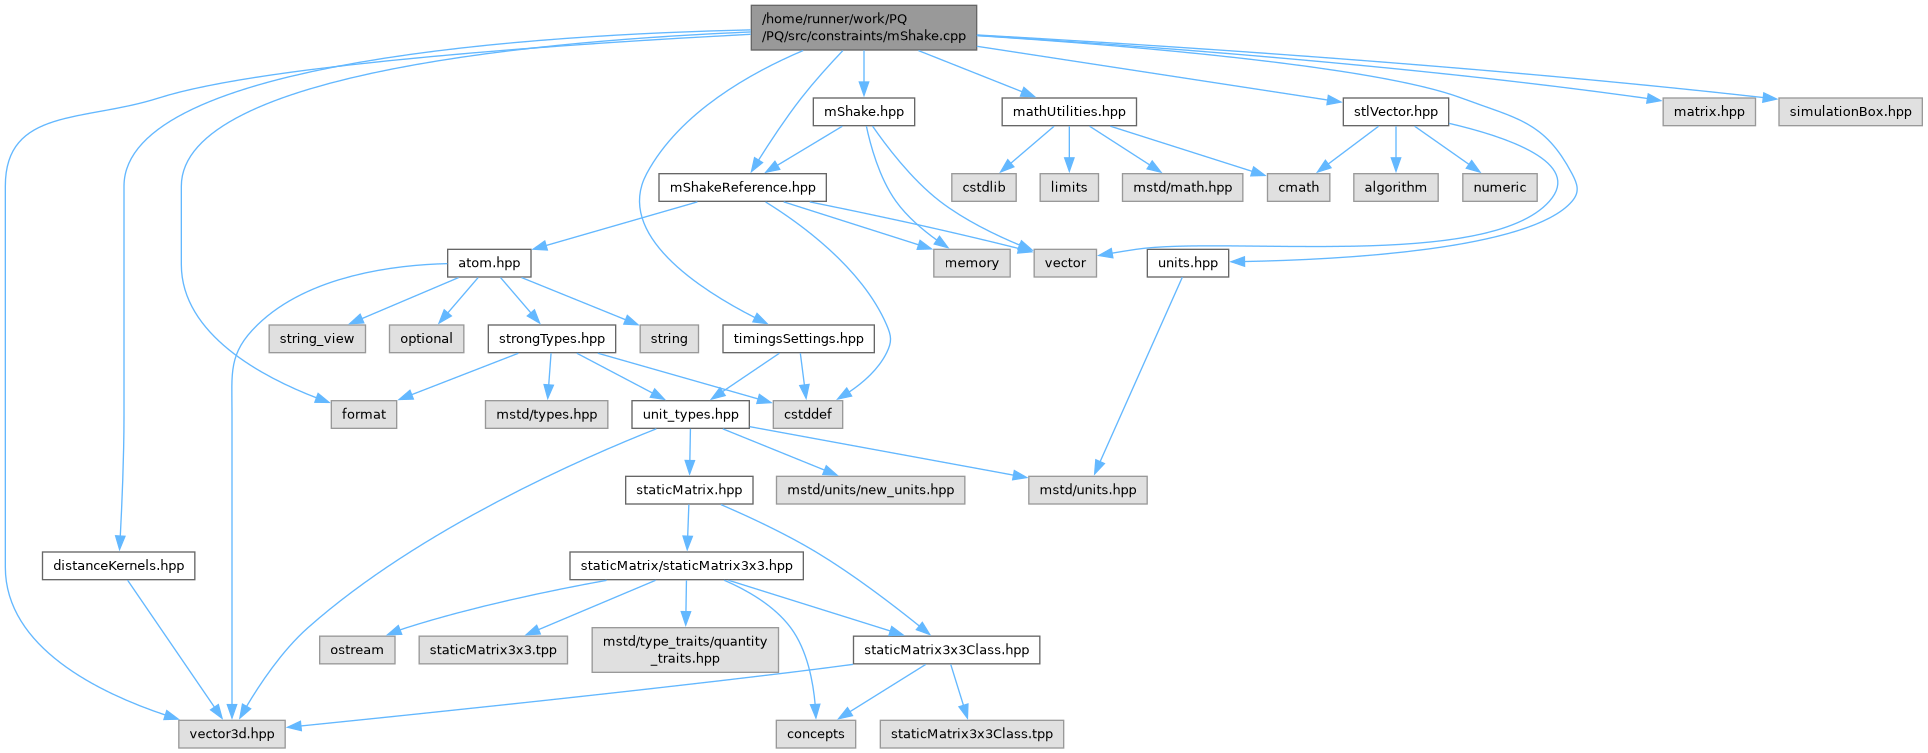 /home/runner/work/PQ
/PQ/src/constraints/mShake.cpp
mShake.hpp
mathUtilities.hpp
stlVector.hpp
matrix.hpp
simulationBox.hpp
mShakeReference.hpp
cstdlib
limits
mstd/math.hpp
cmath
algorithm
numeric
atom.hpp
memory
vector
units.hpp
string_view
optional
strongTypes.hpp
string
timingsSettings.hpp
format
mstd/types.hpp
unit_types.hpp
cstddef
staticMatrix.hpp
mstd/units/new_units.hpp
mstd/units.hpp
distanceKernels.hpp
staticMatrix/staticMatrix3x3.hpp
ostream
staticMatrix3x3.tpp
mstd/type_traits/quantity
_traits.hpp
staticMatrix3x3Class.hpp
vector3d.hpp
concepts
staticMatrix3x3Class.tpp